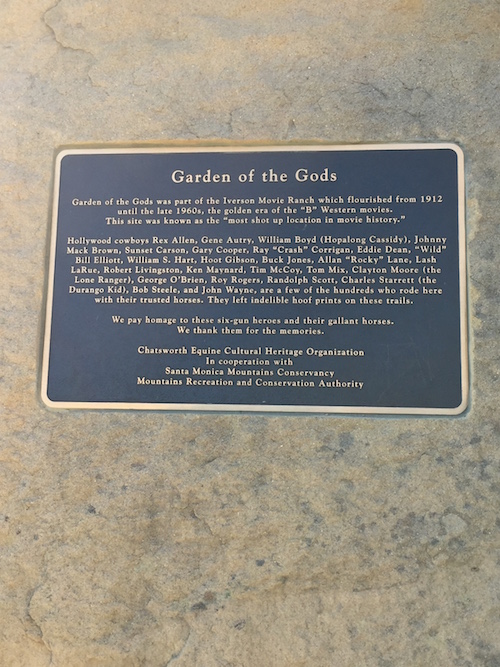 Garden of the Gods
Garden of the Gods was part of the Iverson Movie Ranch which flourished from 1912
until the late 1960s, the golden era of the “B” Western movies.
This site was known as the “most shot up location in movie history.”
Hollywood cowboys Rex Allen, Gene Autry, William Boyd (Hopalong Cassidy), Johnny
Mack Brown, Sunset Carson, Gary Cooper, Ray “Crash” Corrigan, Eddie Dean, “Wild”
Bill Elliott, William S. Hart, Hoot Gibson, Buck Jones, Allan “Rocky” Lane, Lash
LaRue, Robert Livingston, Ken Maynard, Tim McCoy, Tom Mix, Clayton Moore (the
Lone Ranger), George O’Brien, Roy Rogers, Randolph Scott, Charles Starrett (the
Durango Kid), Bob Steele, and John Wayne, are a few of the hundreds who rode here
with their trusted horses. They left indelible hoof prints on these trails.
We pay homage to these six-gun heroes and their gallant horses.
We thank them for the memories.
Chatsworth Equine Cultural Heritage Organization
In cooperation with
Santa Monica Mountains Conservancy
Mountains Recreation and Conservation Authority